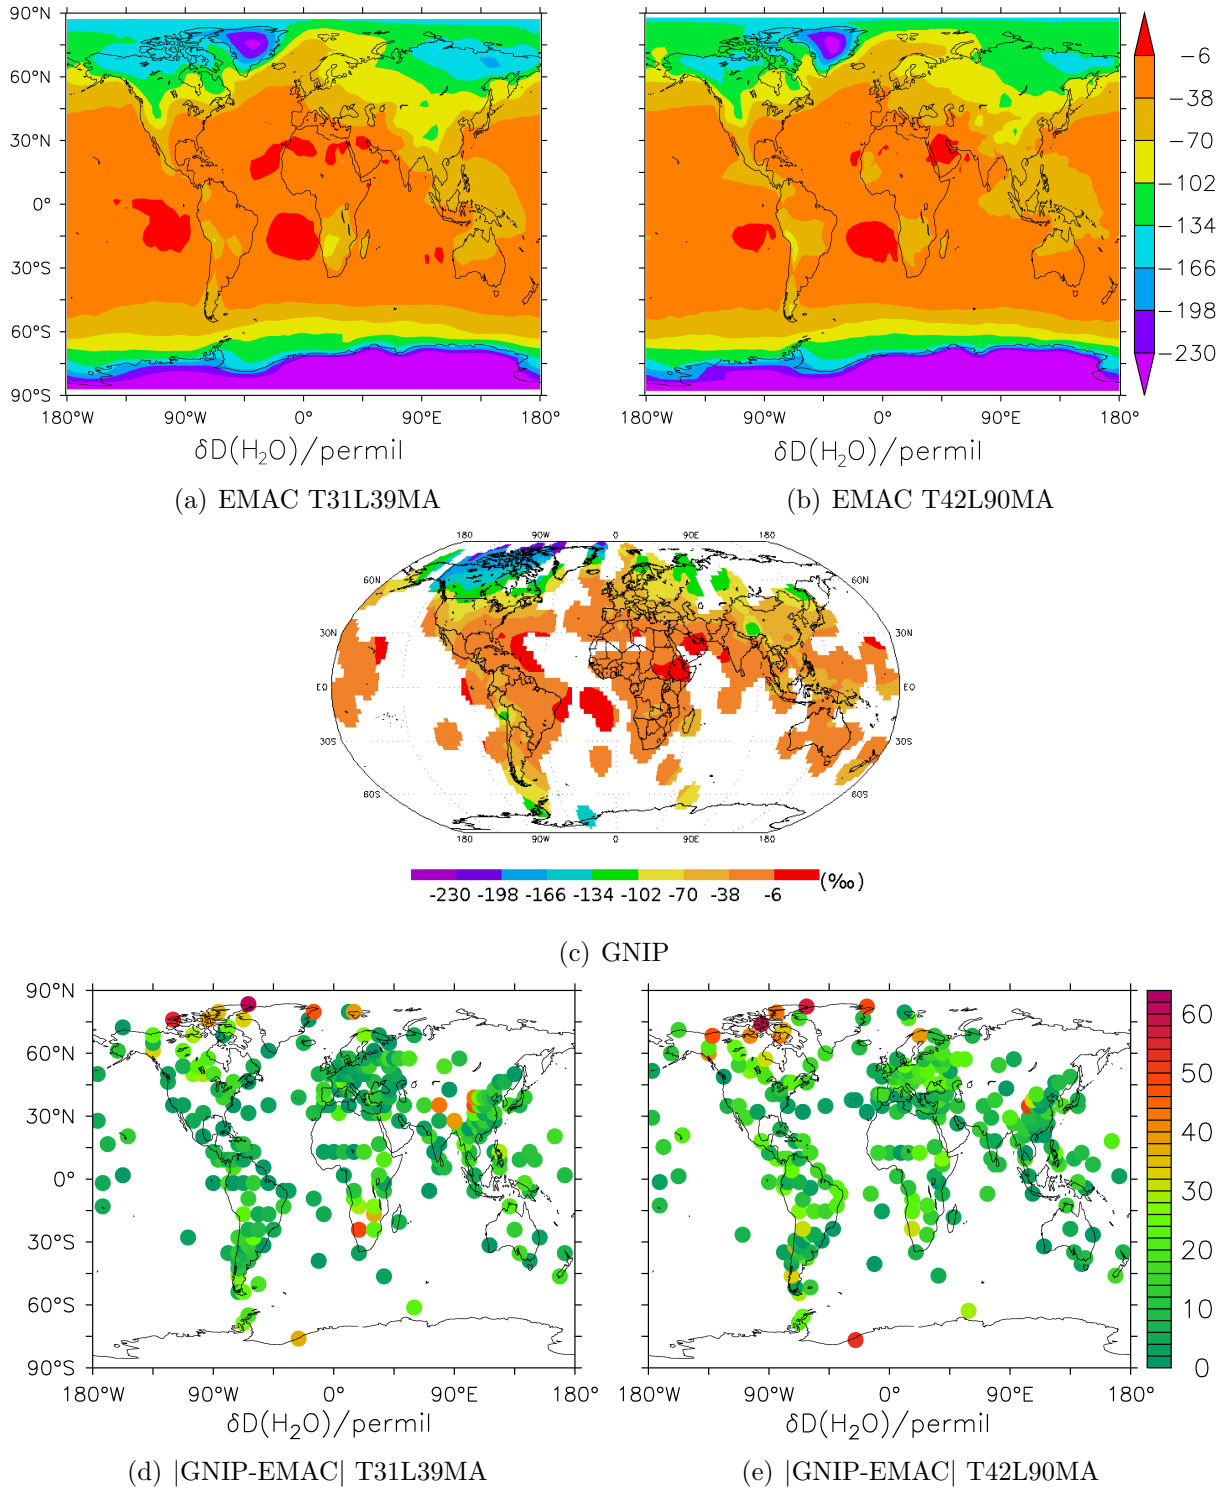 90°N
60°N
30°N
0°
30°S
60°S
90°S
180°W 90°W 0° 90°E 180°
δD(H₂O)/permil
(a) EMAC T31L39MA
180°W 90°W 0° 90°E 180°
δD(H₂O)/permil
(b) EMAC T42L90MA
−6
−38
−70
−102
−134
−166
−198
−230
180 90W 0 90E 180
60N 60N
30N 30N
EQ EQ
30S 30S
60S 60S
180 90W 0 90E 180
-230 -198 -166 -134 -102 -70 -38 -6 (‰)
(c) GNIP
90°N
60°N
30°N
0°
30°S
60°S
90°S
180°W 90°W 0° 90°E 180°
δD(H₂O)/permil
(d) |GNIP-EMAC| T31L39MA
180°W 90°W 0° 90°E 180°
δD(H₂O)/permil
(e) |GNIP-EMAC| T42L90MA
60
50
40
30
20
10
0